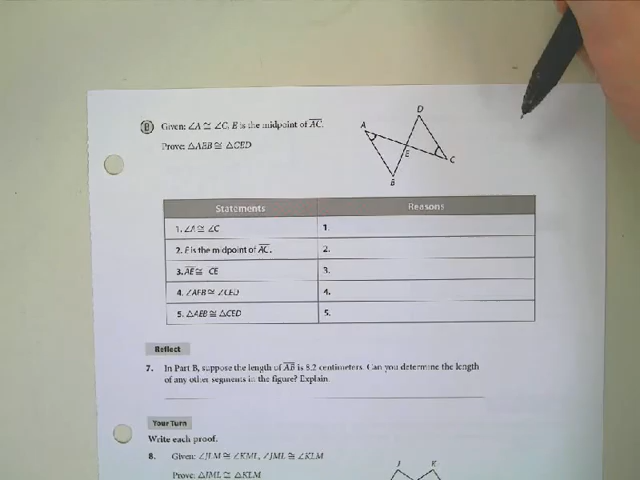 B Given: ∠A ≅ ∠C, E is the midpoint of AC.
Prove: △AEB ≅ △CED
D
A
E
C
B
Statements Reasons
1. ∠A ≅ ∠C 1.
2. E is the midpoint of AC. 2.
3. AE ≅ CE 3.
4. ∠AEB ≅ ∠CED 4.
5. △AEB ≅ △CED 5.
Reflect
7. In Part B, suppose the length of AB is 8.2 centimeters. Can you determine the length
of any other segments in the figure? Explain.
Your Turn
Write each proof.
8. Given: ∠JLM ≅ ∠KML, ∠JML ≅ ∠KLM
Prove: △JML ≅ △KLM
J K